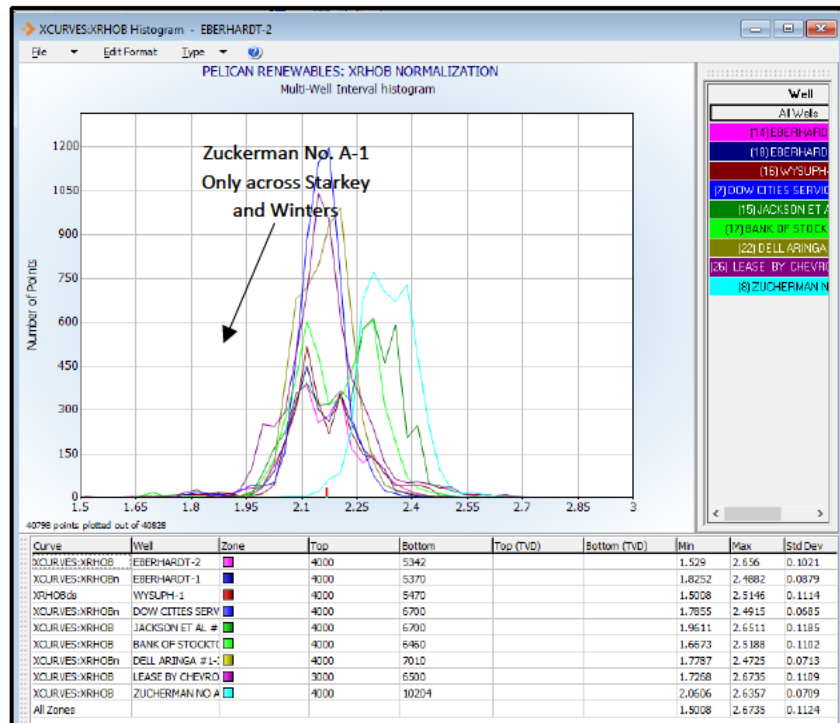 XCURVES:XRHOB Histogram - EBERHARDT-2
File Edit Format Type
PELICAN RENEWABLES: XRHOB NORMALIZATION
Multi-Well Interval histogram
Zuckerman No. A-1
Only across Starkey
and Winters
Number of Points
1200
1050
900
750
600
450
300
150
0
1.5 1.65 1.8 1.95 2.1 2.25 2.4 2.55 2.7 2.85 3
40798 points plotted out of 40828
Well
All Wells
(14) EBERHARD
(18) EBERHARD
(16) WYSUPH-
(7) DOW CITIES SERVIC
(15) JACKSON ET A
(17) BANK OF STOCK
(22) DELL ARINGA
(26) LEASE BY CHEVRO
(8) ZUCHERMAN N
Curve Well Zone Top Bottom Top (TVD) Bottom (TVD) Min Max Std Dev
XCURVES:XRHOB EBERHARDT-2 4000 5342 1.529 2.656 0.1021
XCURVES:XRHOBn EBERHARDT-1 4000 5370 1.8252 2.4882 0.0879
XRHOBds WYSUPH-1 4000 5470 1.5008 2.5146 0.1114
XCURVES:XRHOBn DOW CITIES SERV 4000 6700 1.7855 2.4915 0.0685
XCURVES:XRHOB JACKSON ET AL # 4000 6700 1.9611 2.6511 0.1185
XCURVES:XRHOB BANK OF STOCKTO 4000 6460 1.6673 2.5188 0.1102
XCURVES:XRHOBn DELL ARINGA #1- 4000 7010 1.7787 2.4725 0.0713
XCURVES:XRHOB LEASE BY CHEVRO 3000 6500 1.7268 2.6735 0.1109
XCURVES:XRHOB ZUCHERMAN NO A 4000 10204 2.0606 2.6357 0.0709
All Zones 1.5008 2.6735 0.1124